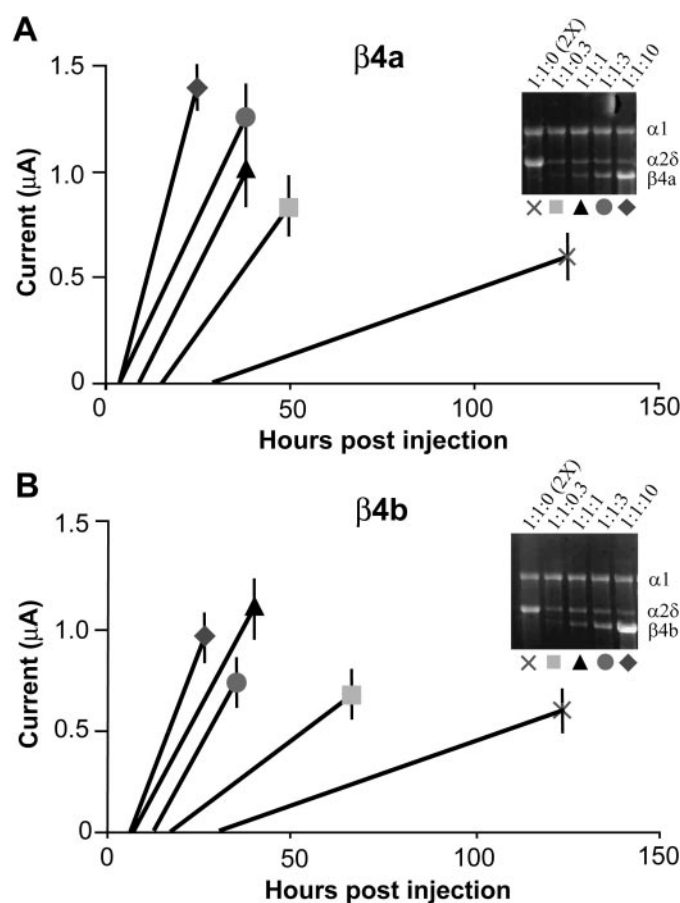 A
β4a
1:1:0 (2X)
1:1:0.3
1:1:1
1:1:3
1:1:10
α1
α2δ
β4a
Current (μA)
1.5
1.0
0.5
0
0
50
100
150
Hours post injection
B
β4b
1:1:0 (2X)
1:1:0.3
1:1:1
1:1:3
1:1:10
α1
α2δ
β4b
Current (μA)
1.5
1.0
0.5
0
0
50
100
150
Hours post injection